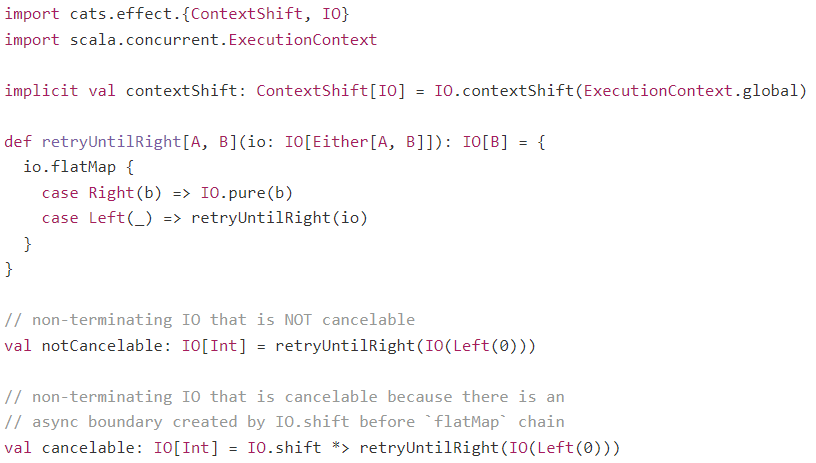 import cats.effect.{ContextShift, IO}
import scala.concurrent.ExecutionContext

implicit val contextShift: ContextShift[IO] = IO.contextShift(ExecutionContext.global)

def retryUntilRight[A, B](io: IO[Either[A, B]]): IO[B] = {
  io.flatMap {
    case Right(b) => IO.pure(b)
    case Left(_) => retryUntilRight(io)
  }
}

// non-terminating IO that is NOT cancelable
val notCancelable: IO[Int] = retryUntilRight(IO(Left(0)))

// non-terminating IO that is cancelable because there is an
// async boundary created by IO.shift before `flatMap` chain
val cancelable: IO[Int] = IO.shift *> retryUntilRight(IO(Left(0)))